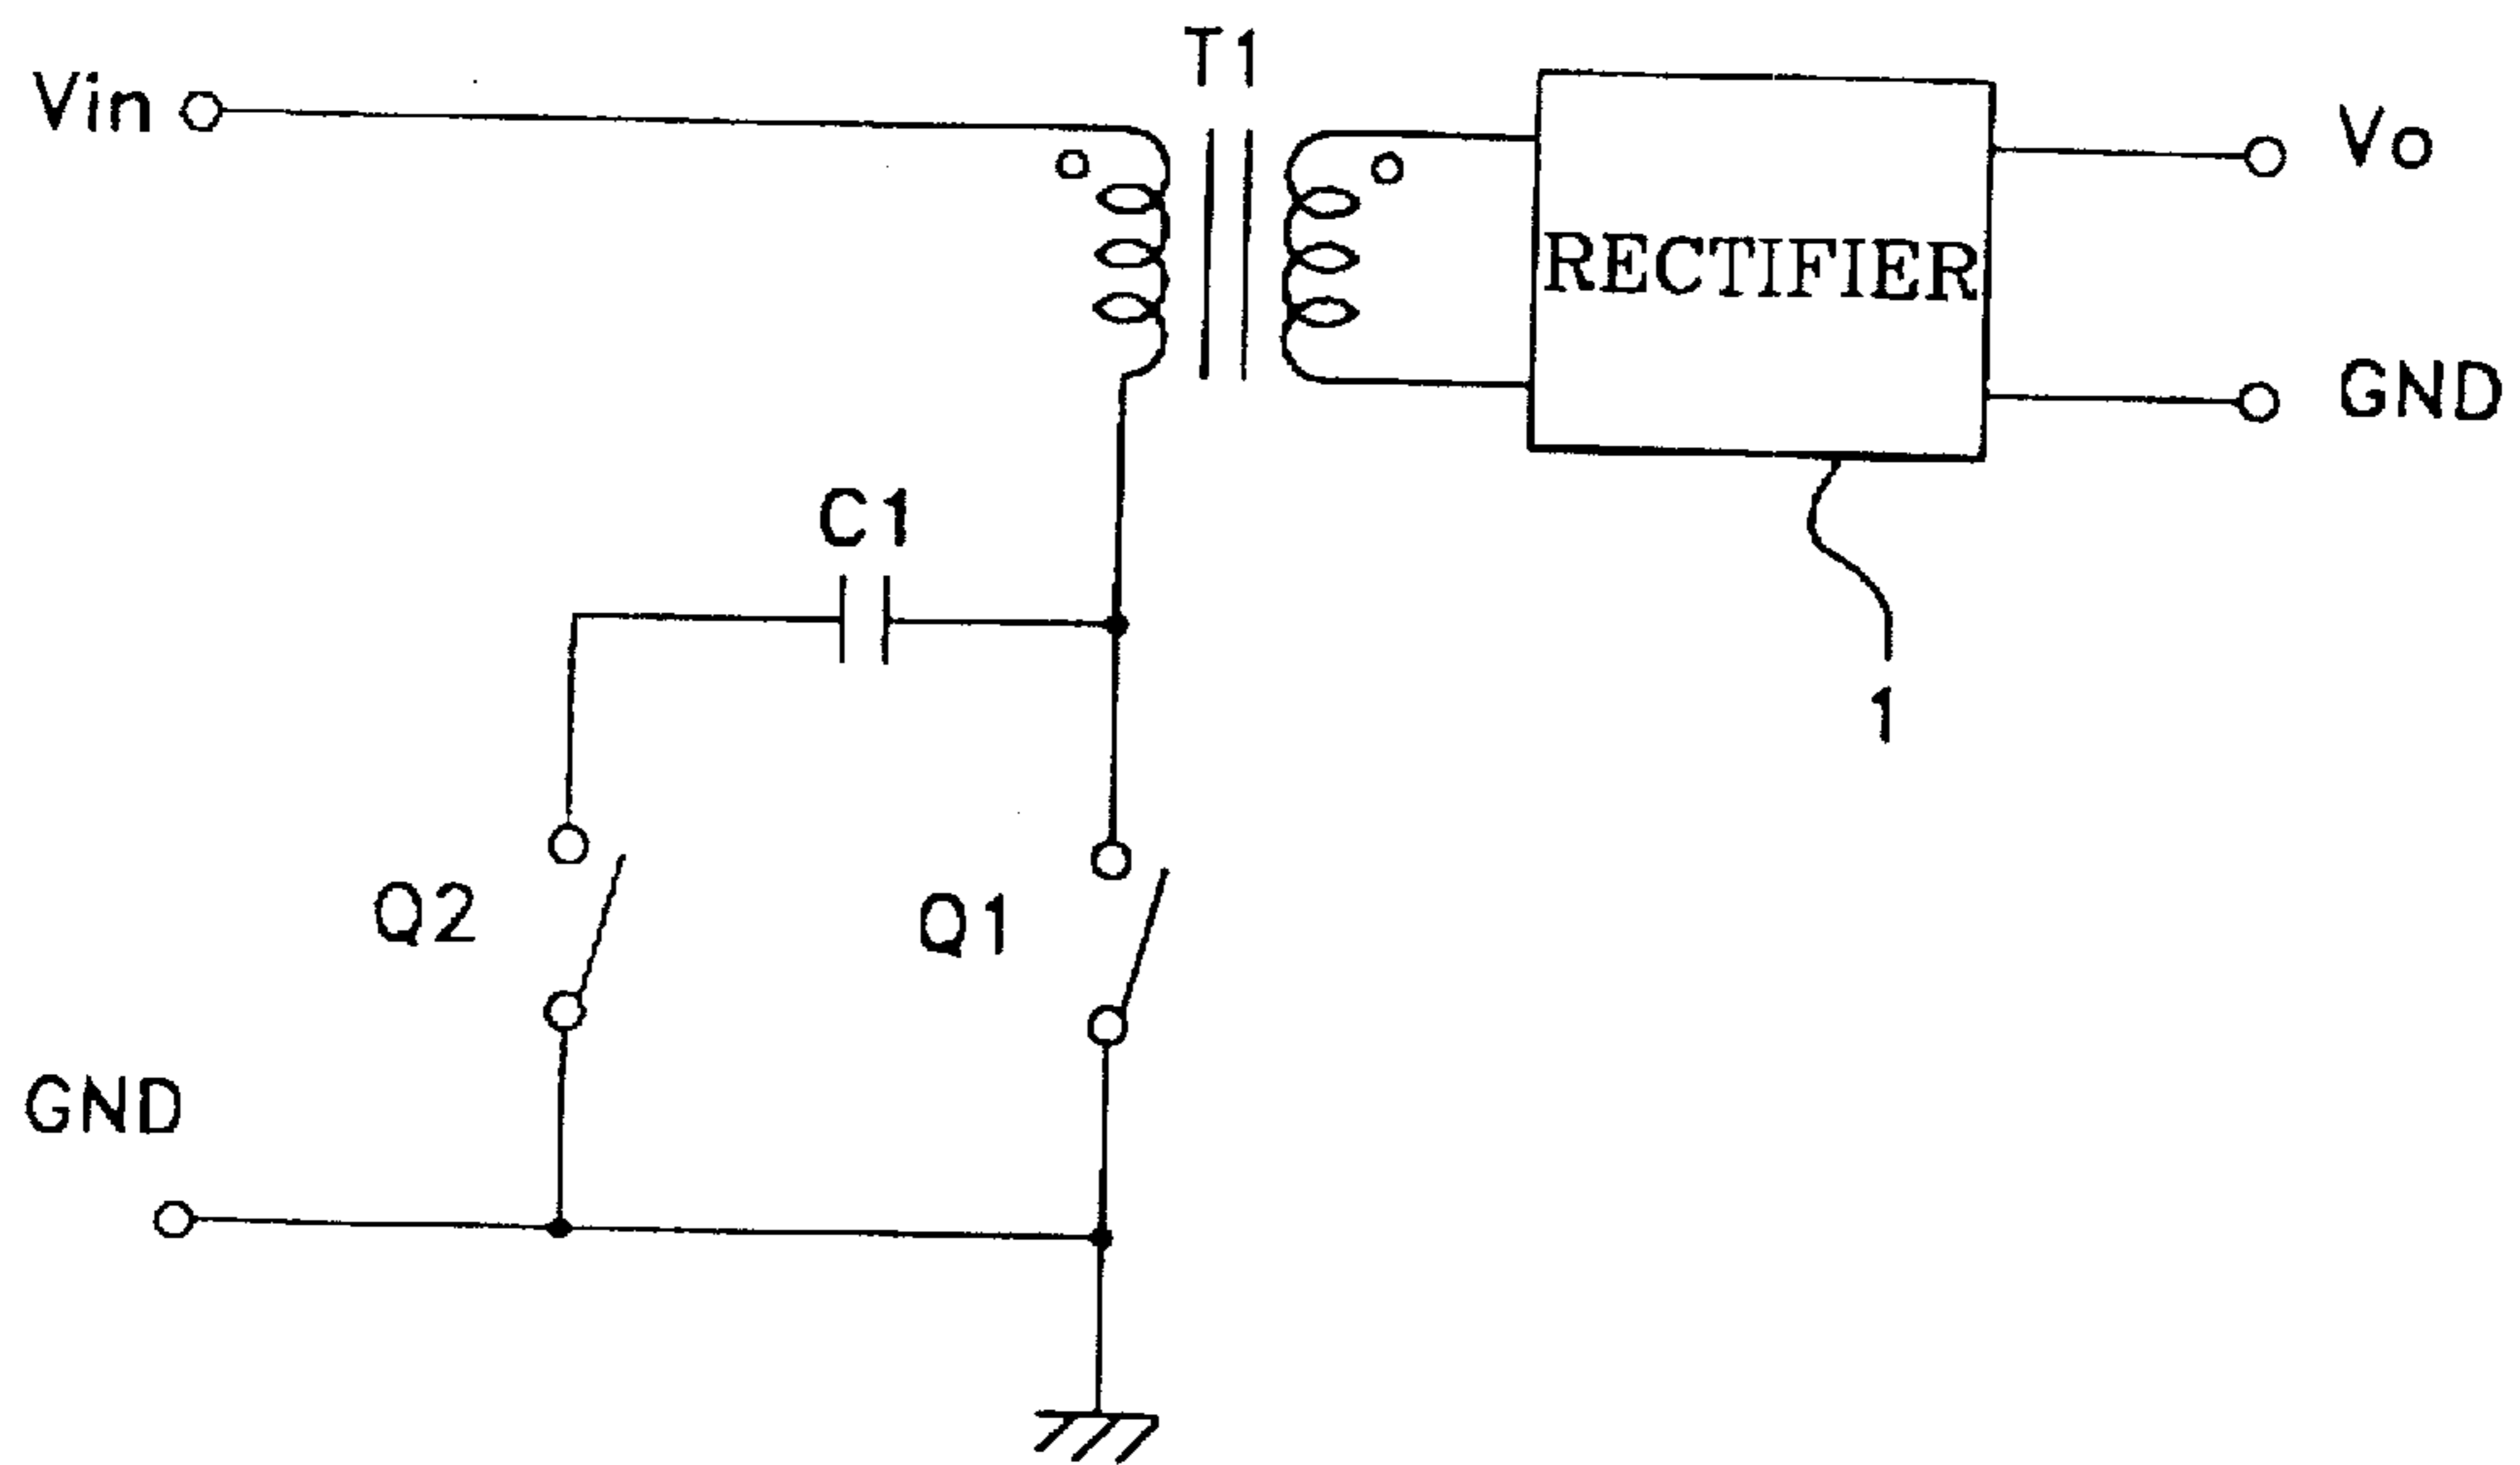 T1
Vin
Vo
RECTIFIER
GND
C1
1
Q2
Q1
GND